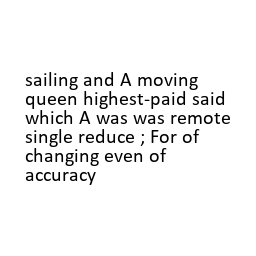 sailing and A moving
queen highest-paid said
which A was was remote
single reduce ; For of
changing even of
accuracy